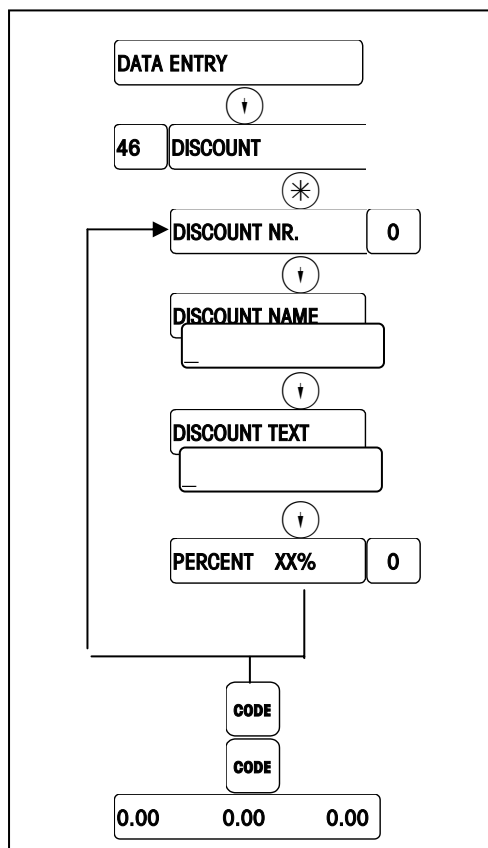 DATA ENTRY
46 DISCOUNT
DISCOUNT NR. 0
DISCOUNT NAME
_
DISCOUNT TEXT
_
PERCENT XX% 0
CODE
CODE
0.00 0.00 0.00